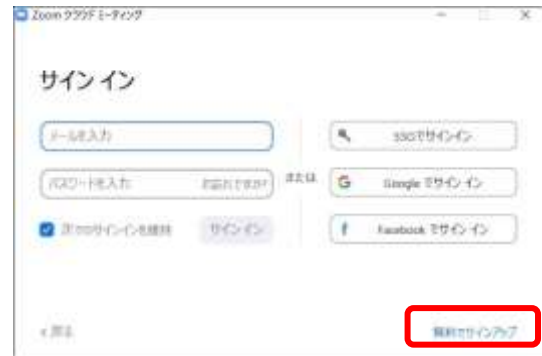 Zoom クラウド ミーティング
サインイン
メールを入力
パスワードを入力 お忘れですか?
または
次でのサインインを維持 サインイン
SSOでサインイン
Google でサインイン
Facebook でサインイン
< 戻る
無料でサインアップ